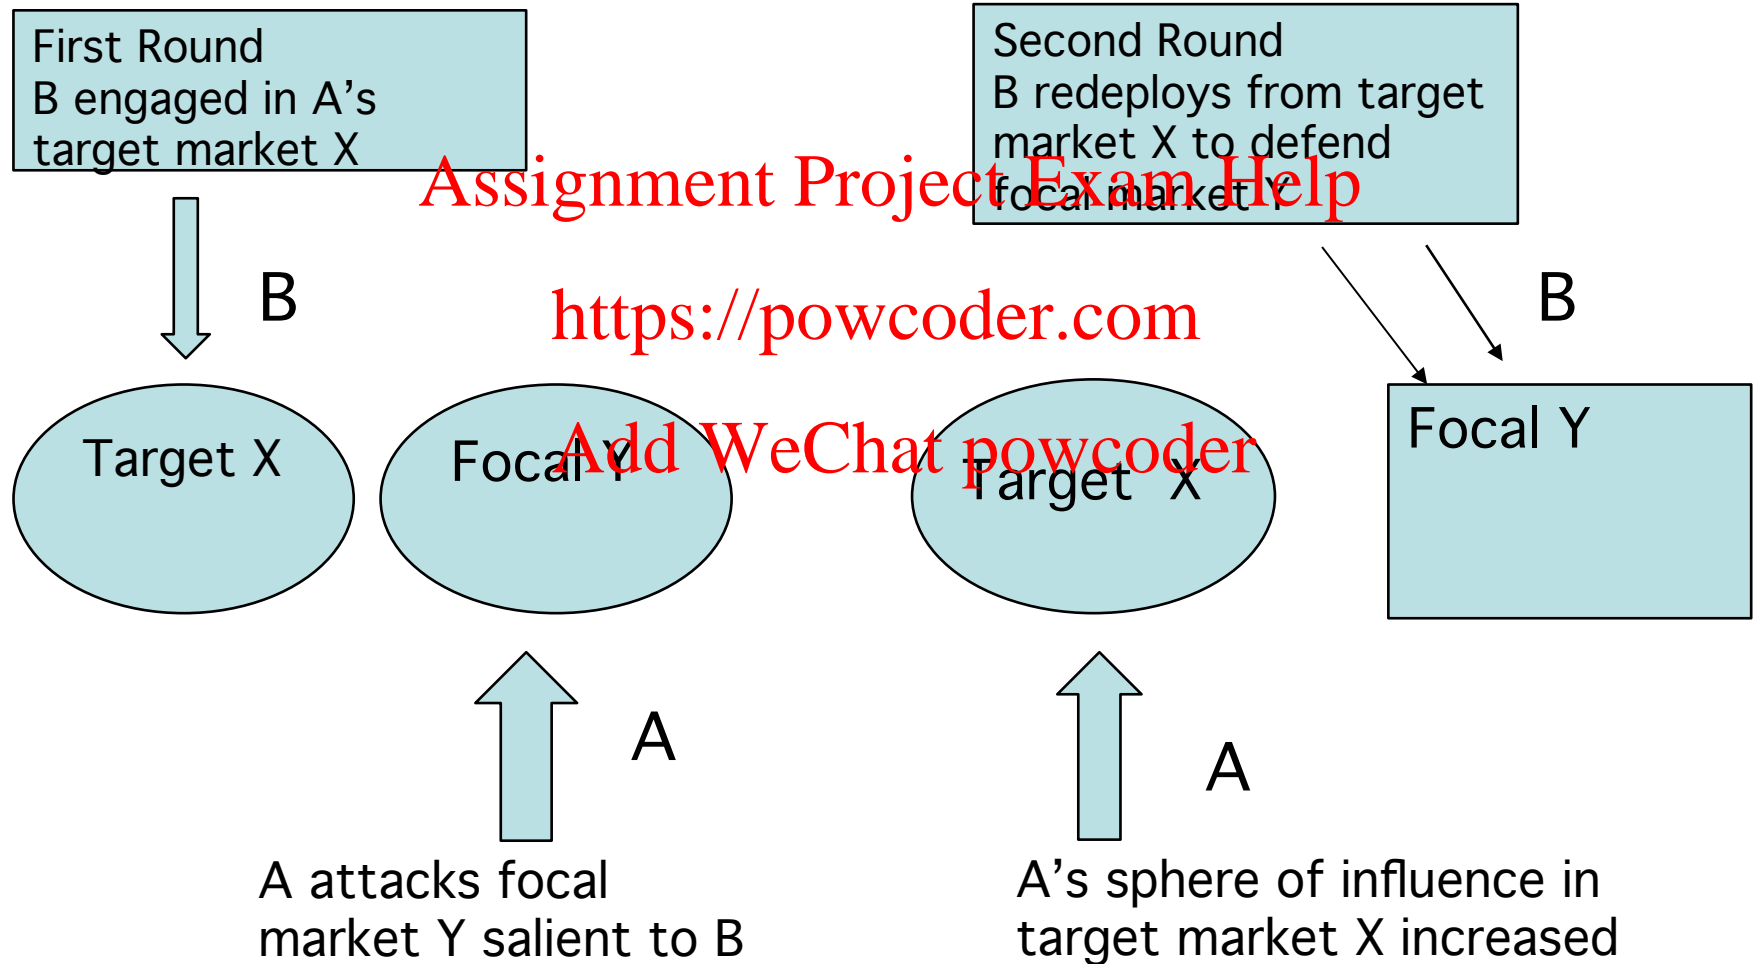 First Round
B engaged in A’s
target market X
Second Round
B redeploys from target
market X to defend
focal market Y
Assignment Project Exam Help
B
https://powcoder.com
B
Target X
Focal Y
Add WeChat powcoder
Target X
Focal Y
A
A
A attacks focal
market Y salient to B
A’s sphere of influence in
target market X increased